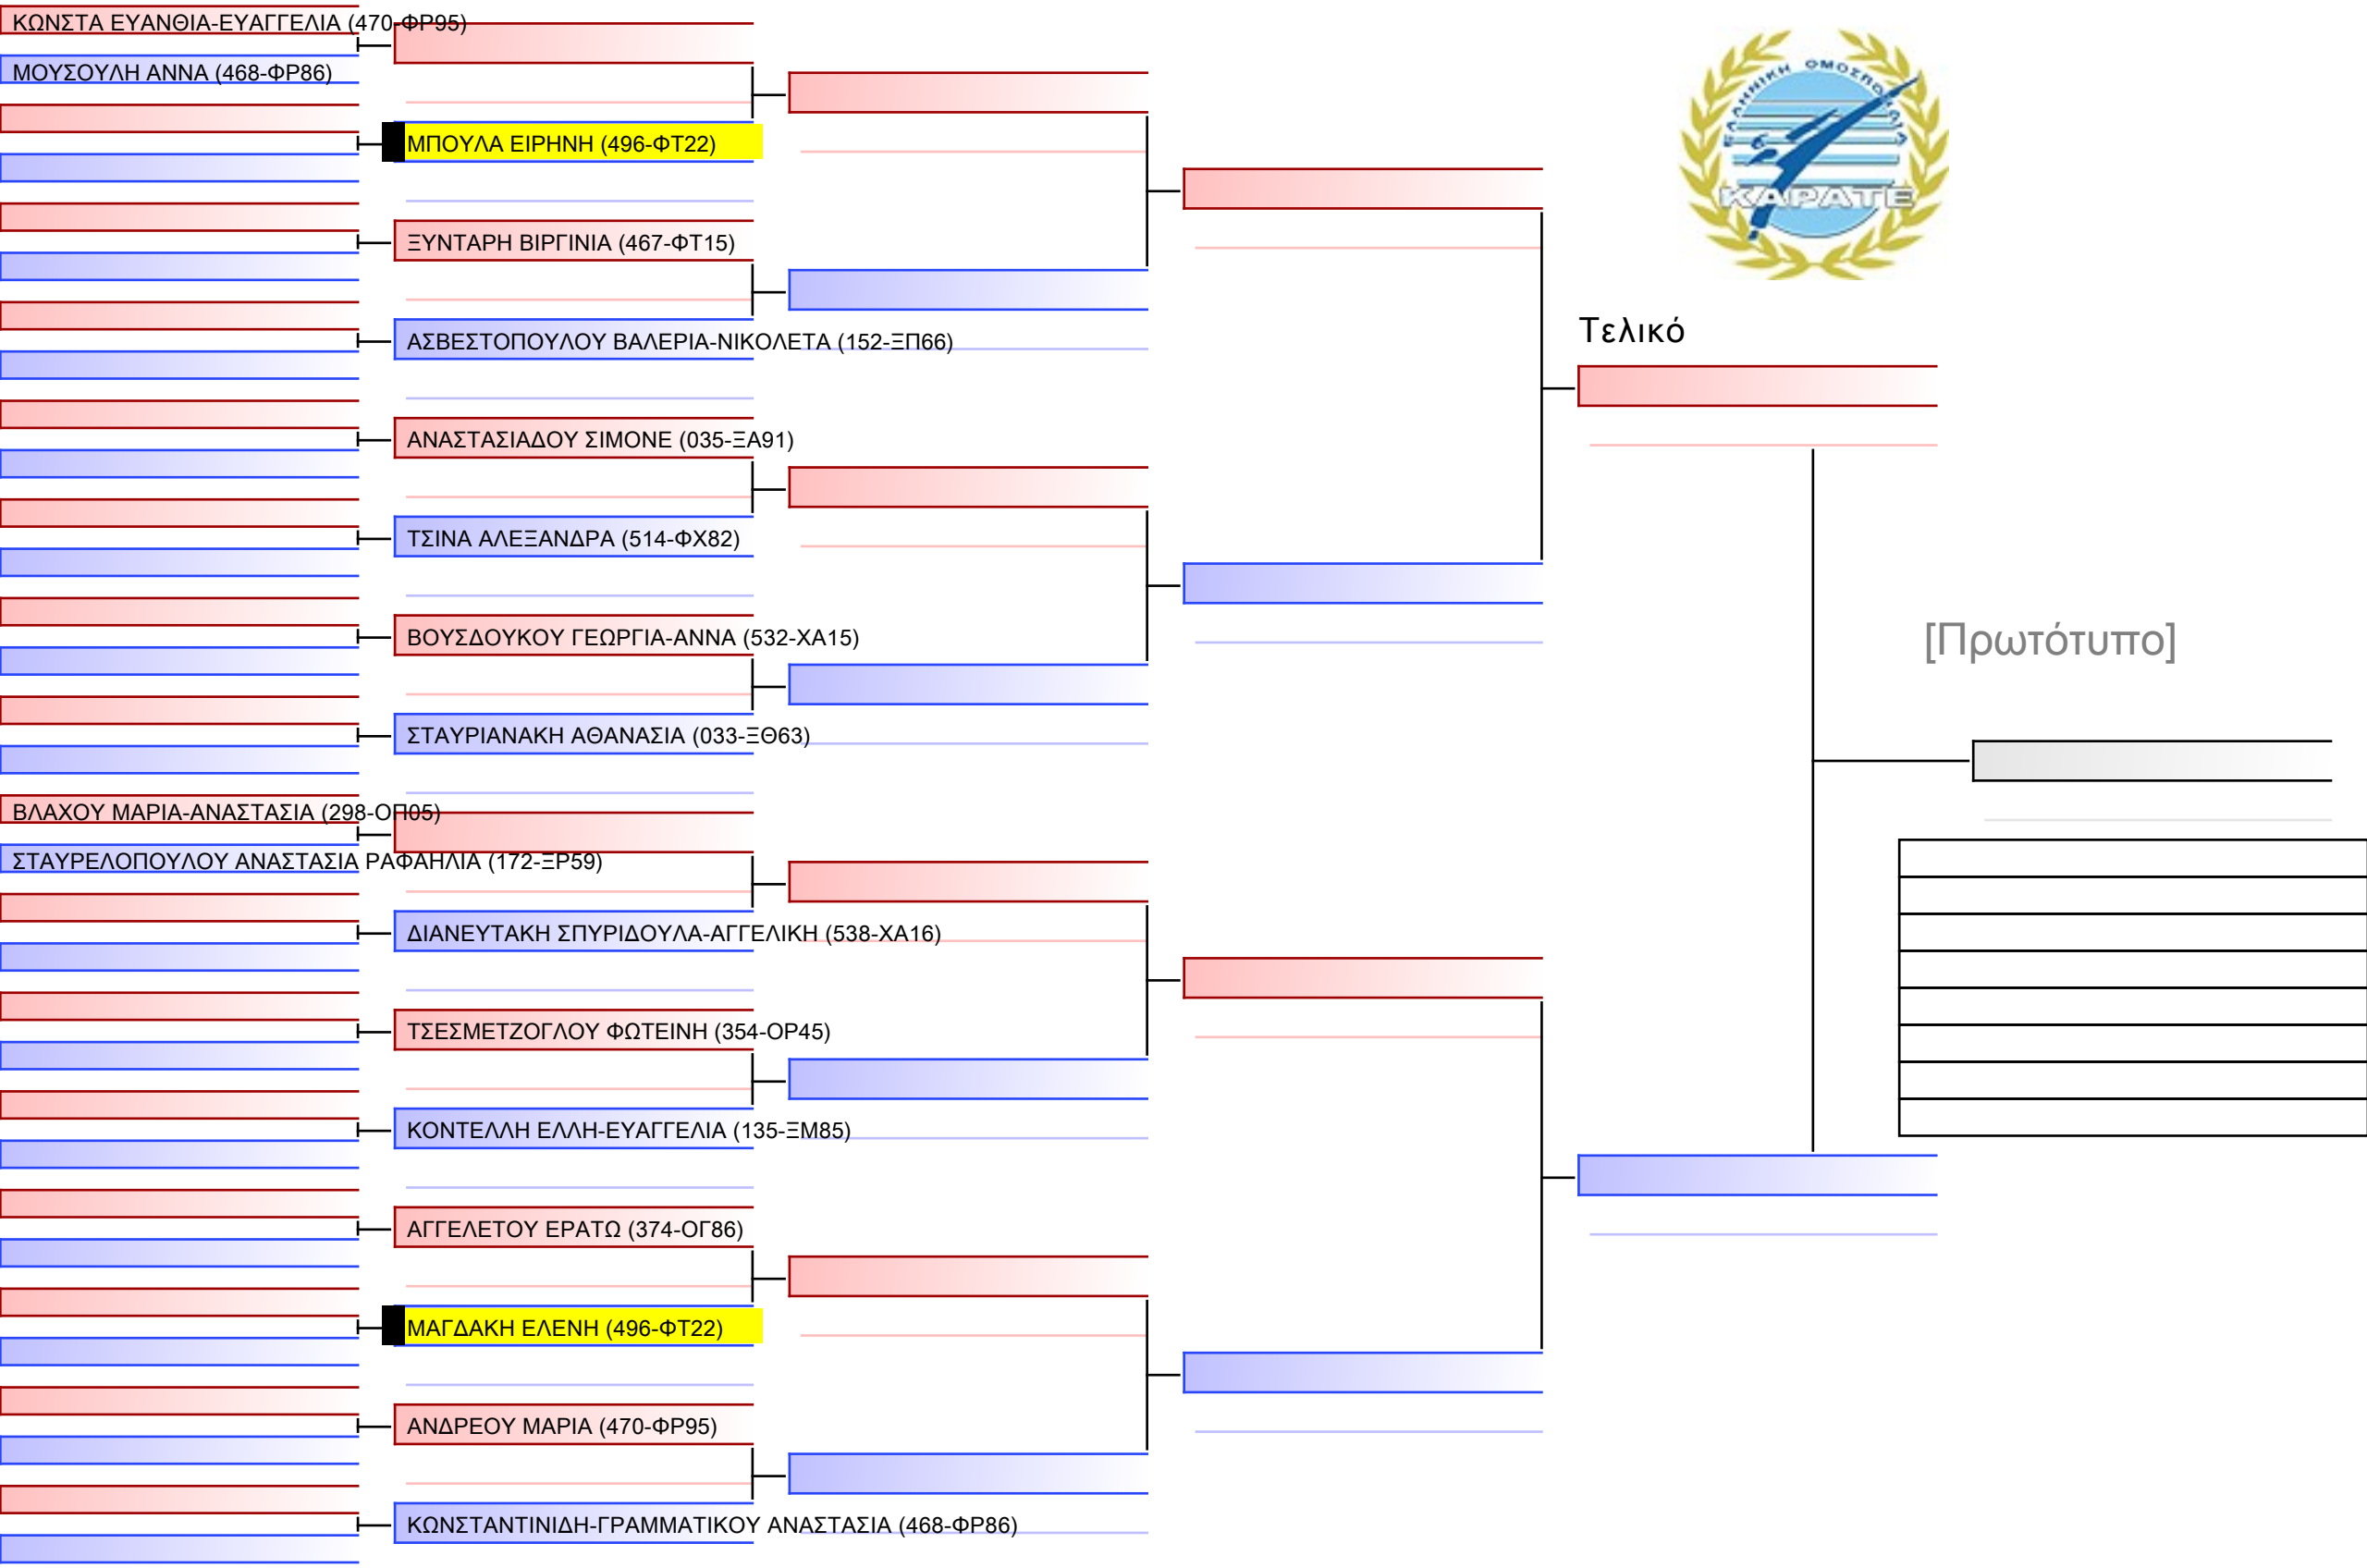 ΚΩΝΣΤΑ ΕΥΑΝΘΙΑ-ΕΥΑΓΓΕΛΙΑ (470-ΦΡ95)
ΜΟΥΣΟΥΛΗ ΑΝΝΑ (468-ΦΡ86)
ΜΠΟΥΛΑ ΕΙΡΗΝΗ (496-ΦΤ22)
ΞΥΝΤΑΡΗ ΒΙΡΓΙΝΙΑ (467-ΦΤ15)
ΑΣΒΕΣΤΟΠΟΥΛΟΥ ΒΑΛΕΡΙΑ-ΝΙΚΟΛΕΤΑ (152-ΞΠ66)
ΑΝΑΣΤΑΣΙΑΔΟΥ ΣΙΜΟΝΕ (035-ΞΑ91)
ΤΣΙΝΑ ΑΛΕΞΑΝΔΡΑ (514-ΦΧ82)
ΒΟΥΣΔΟΥΚΟΥ ΓΕΩΡΓΙΑ-ΑΝΝΑ (532-ΧΑ15)
ΣΤΑΥΡΙΑΝΑΚΗ ΑΘΑΝΑΣΙΑ (033-ΞΘ63)
ΒΛΑΧΟΥ ΜΑΡΙΑ-ΑΝΑΣΤΑΣΙΑ (298-ΟΠ05)
ΣΤΑΥΡΕΛΟΠΟΥΛΟΥ ΑΝΑΣΤΑΣΙΑ ΡΑΦΑΗΛΙΑ (172-ΞΡ59)
ΔΙΑΝΕΥΤΑΚΗ ΣΠΥΡΙΔΟΥΛΑ-ΑΓΓΕΛΙΚΗ (538-ΧΑ16)
ΤΣΕΣΜΕΤΖΟΓΛΟΥ ΦΩΤΕΙΝΗ (354-ΟΡ45)
ΚΟΝΤΕΛΛΗ ΕΛΛΗ-ΕΥΑΓΓΕΛΙΑ (135-ΞΜ85)
ΑΓΓΕΛΕΤΟΥ ΕΡΑΤΩ (374-ΟΓ86)
ΜΑΓΔΑΚΗ ΕΛΕΝΗ (496-ΦΤ22)
ΑΝΔΡΕΟΥ ΜΑΡΙΑ (470-ΦΡ95)
ΚΩΝΣΤΑΝΤΙΝΙΔΗ-ΓΡΑΜΜΑΤΙΚΟΥ ΑΝΑΣΤΑΣΙΑ (468-ΦΡ86)
ΕΛΛΗΝΙΚΗ ΟΜΟΣΠΟΝΔΙΑ
ΚΑΡΑΤΕ
Τελικό
[Πρωτότυπο]